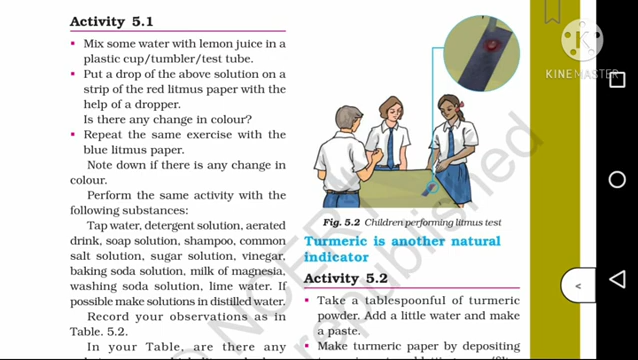 Activity 5.1
▪ Mix some water with lemon juice in a
plastic cup/tumbler/test tube.
▪ Put a drop of the above solution on a
strip of the red litmus paper with the
help of a dropper.
Is there any change in colour?
▪ Repeat the same exercise with the
blue litmus paper.
Note down if there is any change in
colour.
Perform the same activity with the
following substances:
Tap water, detergent solution, aerated
drink, soap solution, shampoo, common
salt solution, sugar solution, vinegar,
baking soda solution, milk of magnesia,
washing soda solution, lime water. If
possible make solutions in distilled water.
Record your observations as in
Table. 5.2.
In your Table, are there any
Fig. 5.2 Children performing litmus test
Turmeric is another natural
indicator
Activity 5.2
▪ Take a tablespoonful of turmeric
powder. Add a little water and make
a paste.
▪ Make turmeric paper by depositing
KINEMASTER
republished